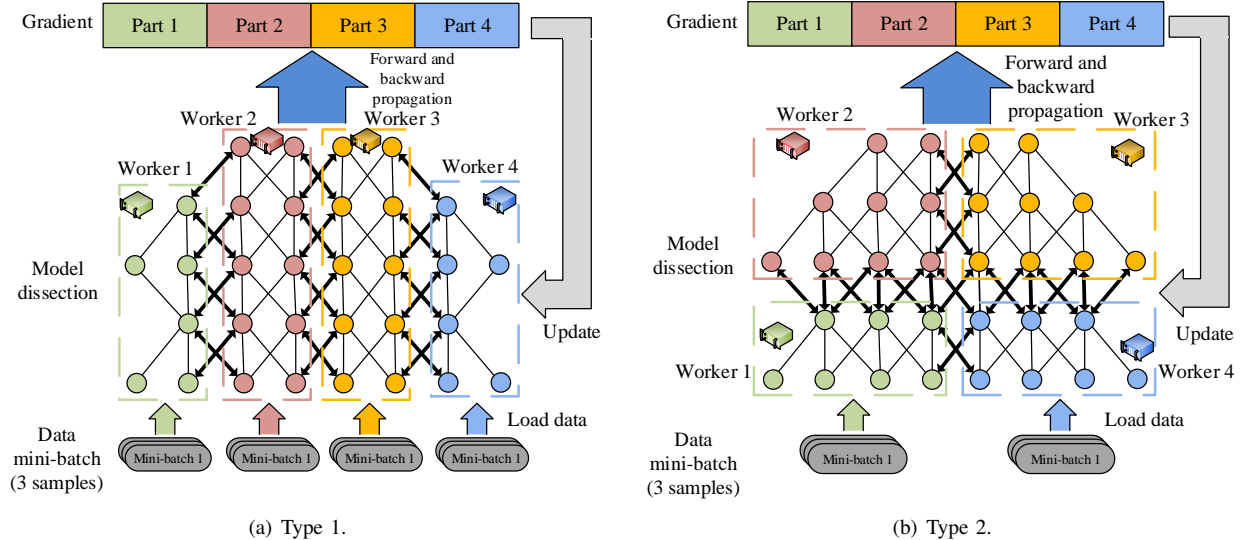 Gradient
Part 1
Part 2
Part 3
Part 4
Forward and
backward
propagation
Worker 2
Worker 3
Worker 1
Worker 4
Model
dissection
Update
Load data
Data
mini-batch
(3 samples)
Mini-batch 1
Mini-batch 1
Mini-batch 1
Mini-batch 1
(a) Type 1.
Gradient
Part 1
Part 2
Part 3
Part 4
Forward and
backward
propagation
Worker 2
Worker 3
Model
dissection
Update
Worker 1
Worker 4
Load data
Data
mini-batch
(3 samples)
Mini-batch 1
Mini-batch 1
(b) Type 2.